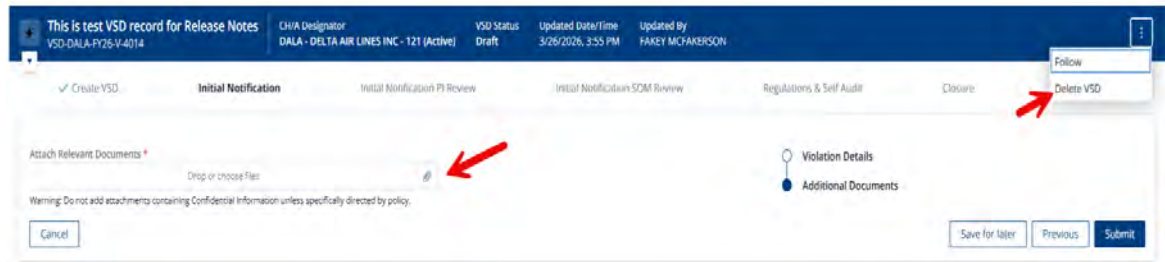 This is test VSD record for Release Notes
VSD-DALA-FY26-V-4014
CH/A Designator
DALA - DELTA AIR LINES INC - 121 (Active)
VSD Status
Draft
Updated Date/Time
3/26/2026, 3:55 PM
Updated By
FAKEY MCFAKERSON
Follow
Delete VSD
Create VSD
Initial Notification
Initial Notification PI Review
Initial Notification SOM Review
Regulations & Self Audit
Closure
Attach Relevant Documents *
Drop or choose files
Warning: Do not add attachments containing Confidential Information unless specifically directed by policy.
Violation Details
Additional Documents
Cancel
Save for later
Previous
Submit